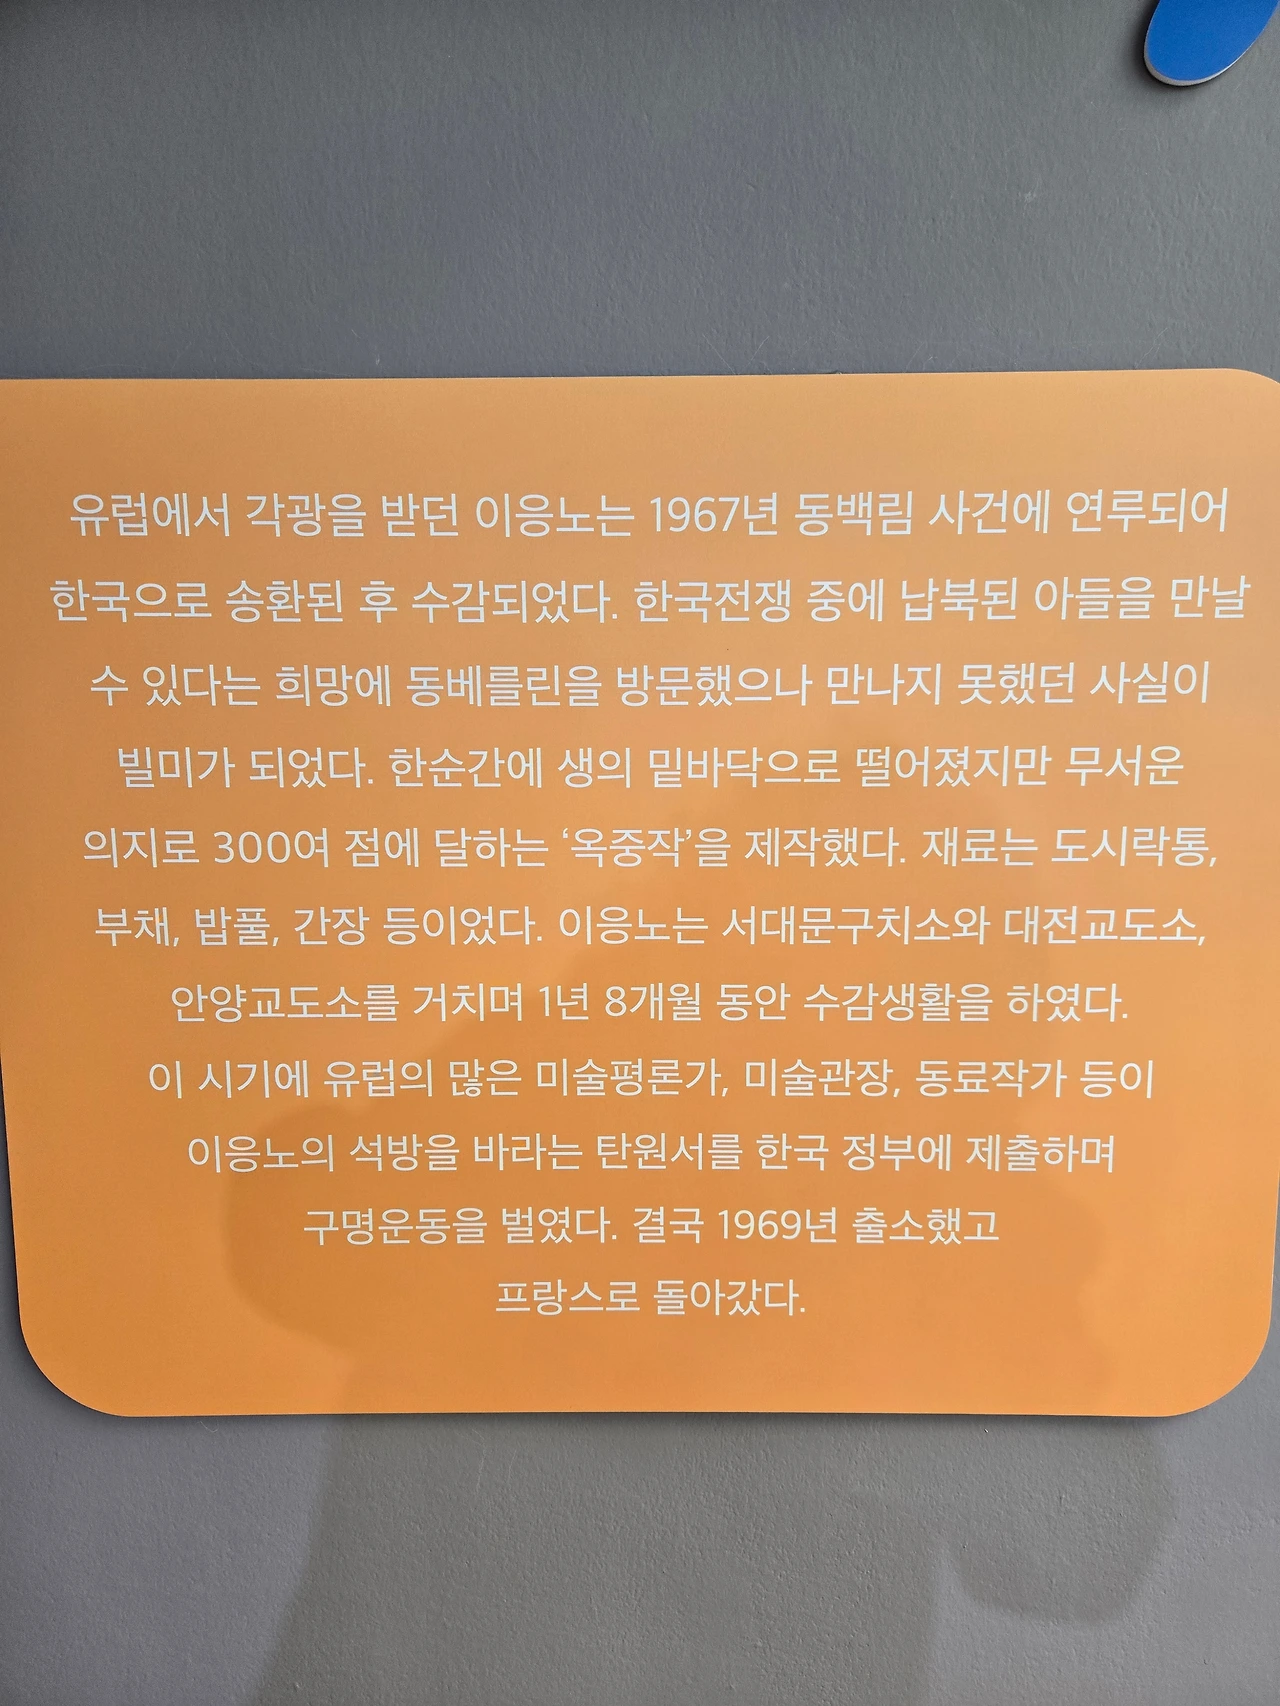 유럽에서 각광을 받던 이응노는 1967년 동백림 사건에 연루되어
한국으로 송환된 후 수감되었다. 한국전쟁 중에 납북된 아들을 만날
수 있다는 희망에 동베를린을 방문했으나 만나지 못했던 사실이
빌미가 되었다. 한순간에 생의 밑바닥으로 떨어졌지만 무서운
의지로 300여 점에 달하는 ‘옥중작’을 제작했다. 재료는 도시락통,
부채, 밥풀, 간장 등이었다. 이응노는 서대문구치소와 대전교도소,
안양교도소를 거치며 1년 8개월 동안 수감생활을 하였다.
이 시기에 유럽의 많은 미술평론가, 미술관장, 동료작가 등이
이응노의 석방을 바라는 탄원서를 한국 정부에 제출하며
구명운동을 벌였다. 결국 1969년 출소했고
프랑스로 돌아갔다.